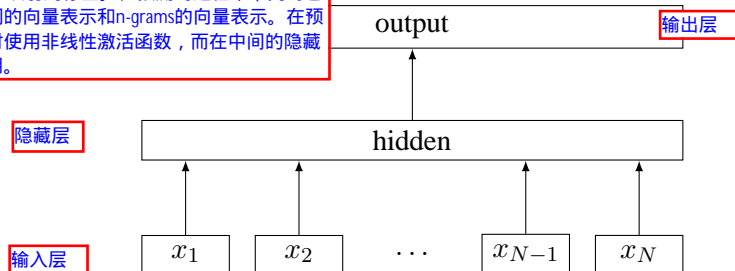 间的向量表示和n-grams的向量表示。在预
时使用非线性激活函数，而在中间的隐藏
output
输出层
隐藏层
hidden
输入层
x1
x2
...
xN−1
xN